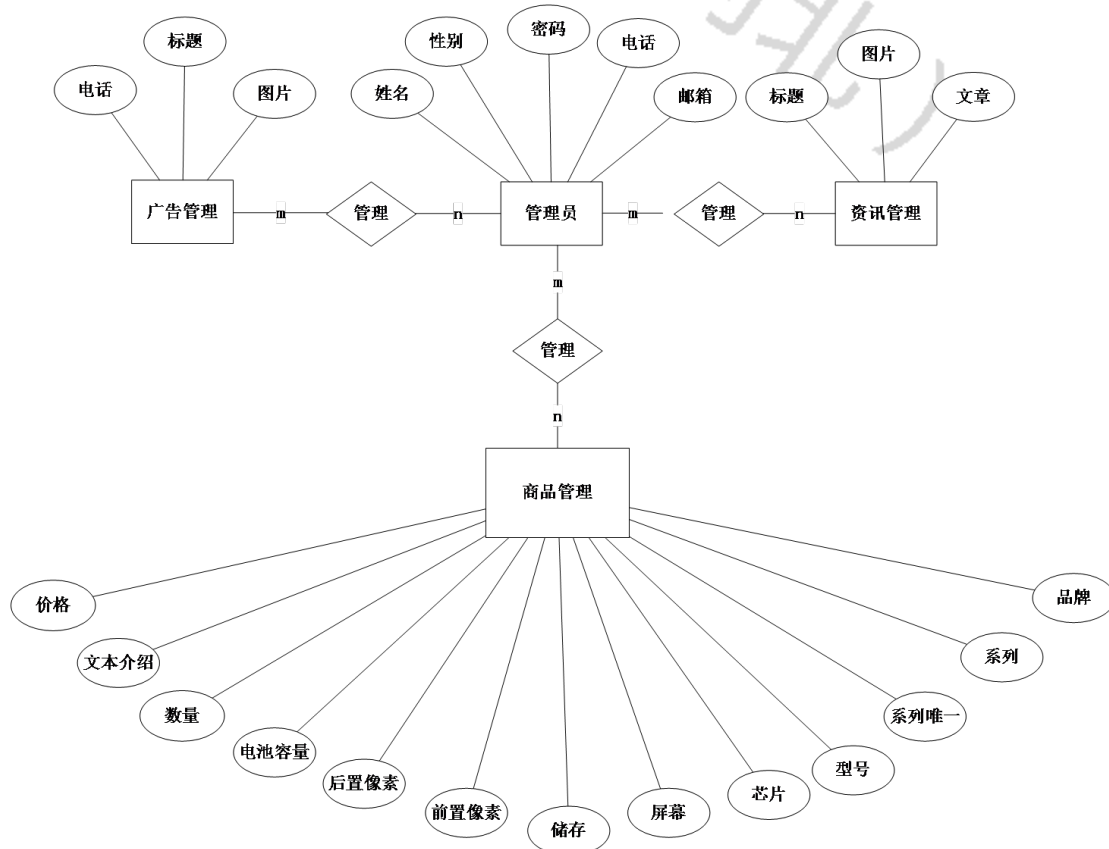 标题
电话
图片
性别
密码
电话
姓名
邮箱
图片
标题
文章
广告管理
m
管理
n
管理员
m
管理
n
资讯管理
m
管理
n
商品管理
价格
文本介绍
数量
电池容量
后置像素
前置像素
储存
屏幕
芯片
型号
系列唯一
系列
品牌